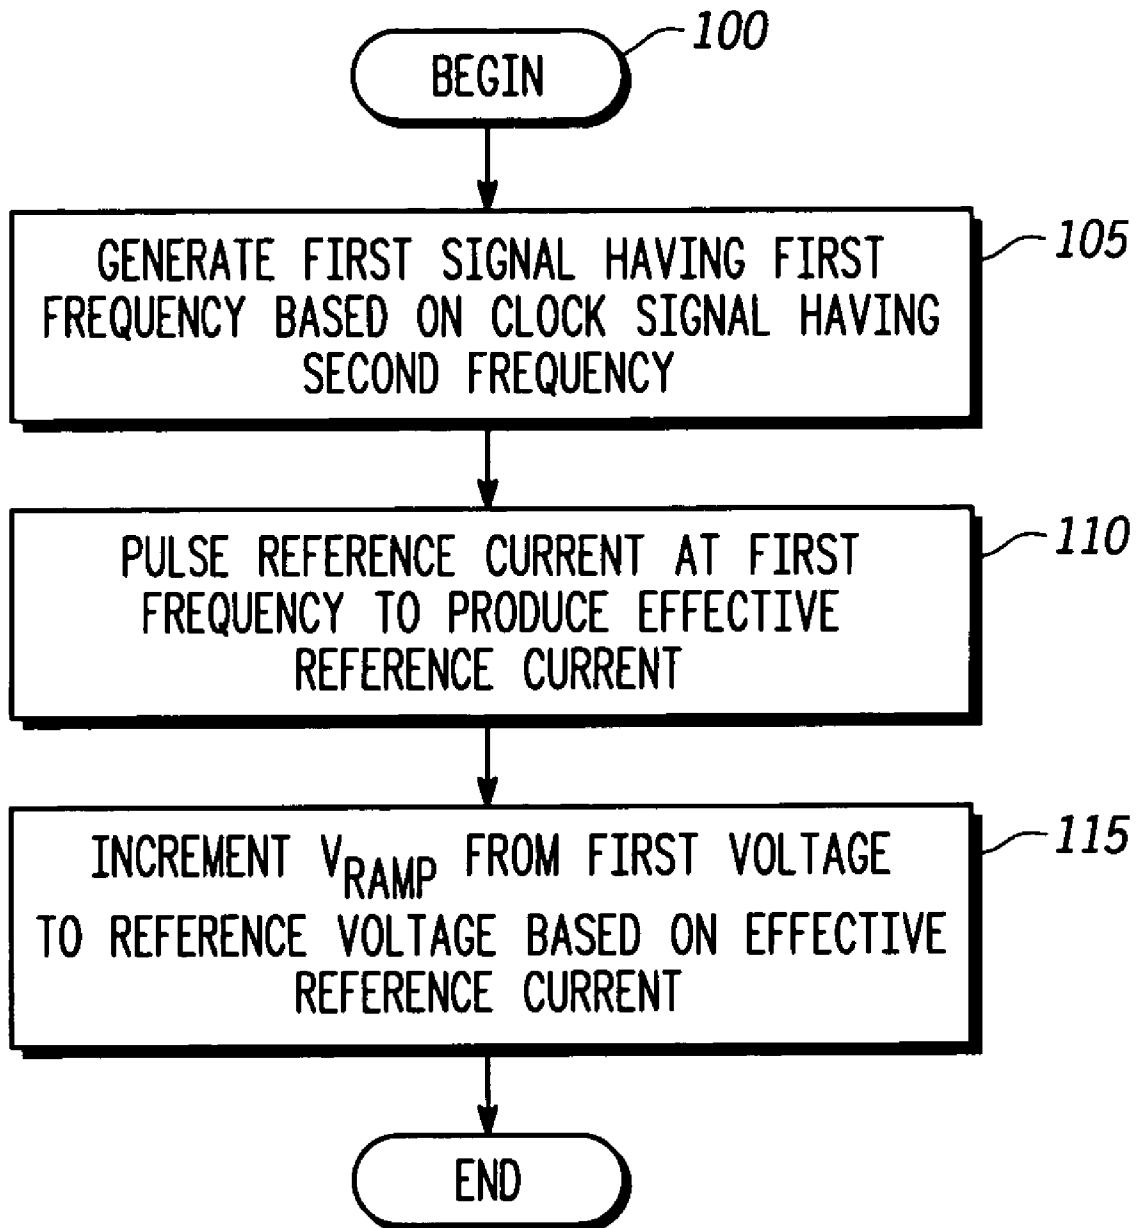 100
BEGIN
105
GENERATE FIRST SIGNAL HAVING FIRST
FREQUENCY BASED ON CLOCK SIGNAL HAVING
SECOND FREQUENCY
110
PULSE REFERENCE CURRENT AT FIRST
FREQUENCY TO PRODUCE EFFECTIVE
REFERENCE CURRENT
115
INCREMENT VRAMP FROM FIRST VOLTAGE
TO REFERENCE VOLTAGE BASED ON EFFECTIVE
REFERENCE CURRENT
END